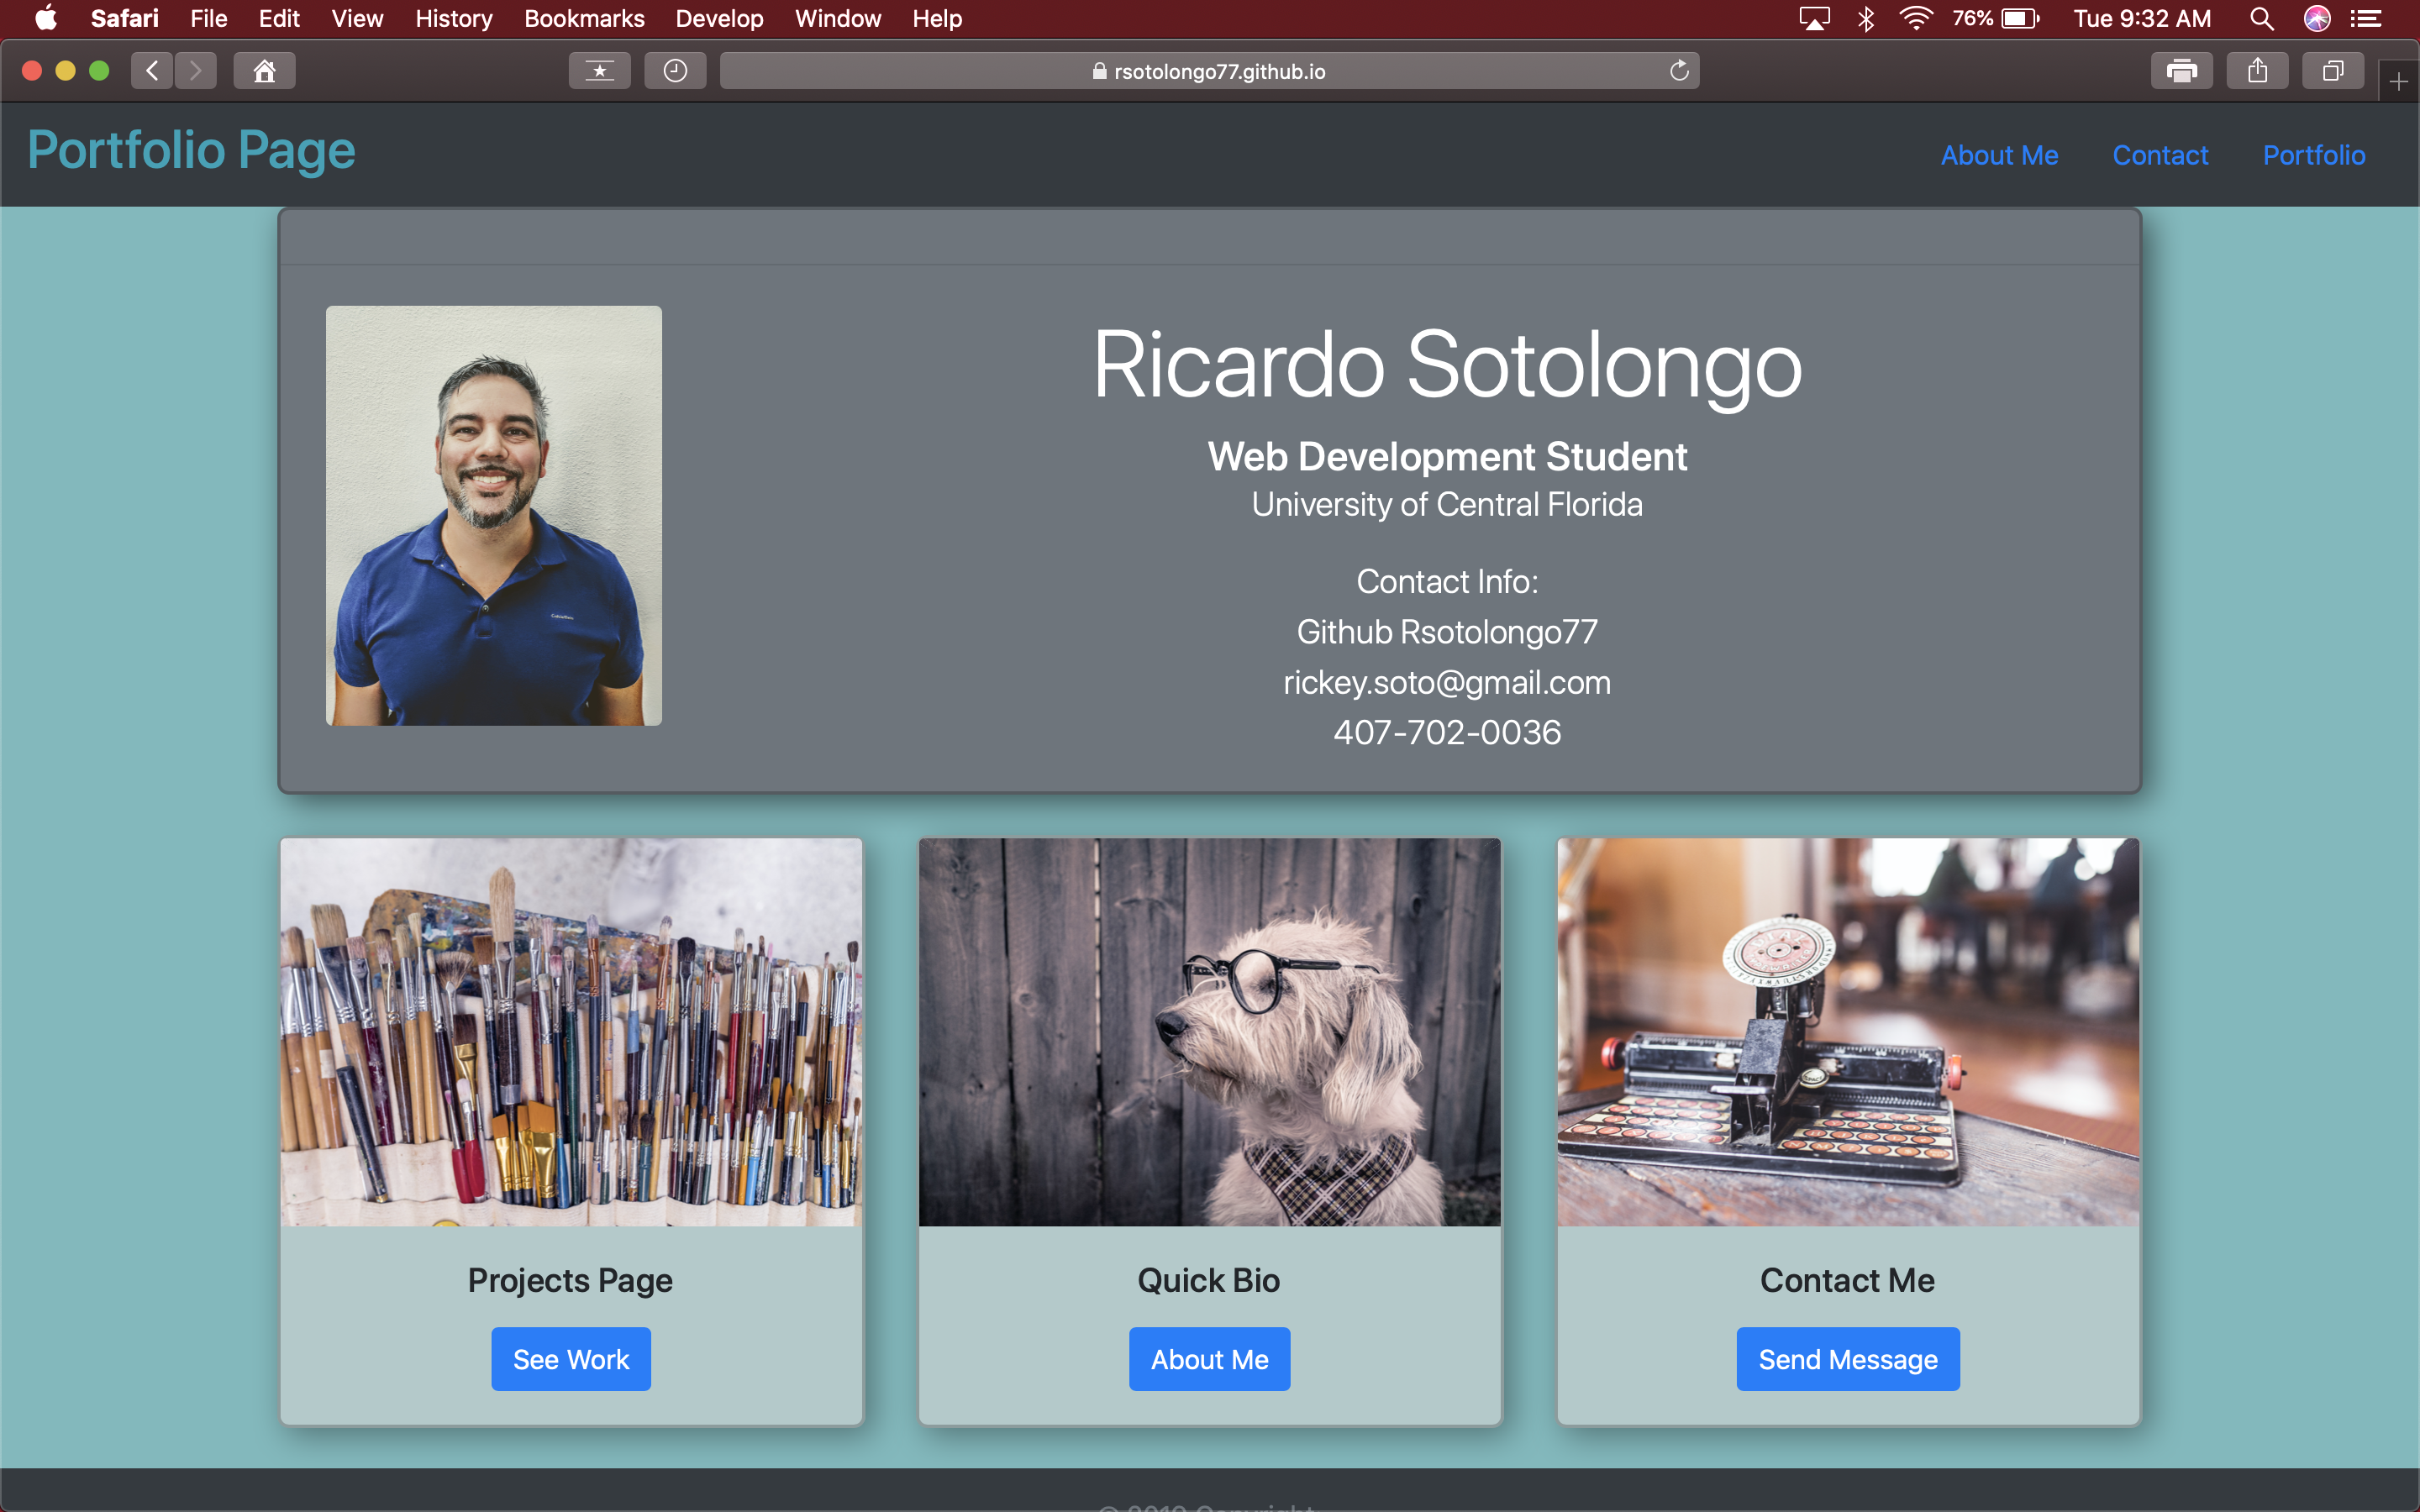 Safari File Edit View History Bookmarks Develop Window Help 76% Tue 9:32 AM
rsotolongo77.github.io
Portfolio Page About Me Contact Portfolio
Ricardo Sotolongo
Web Development Student
University of Central Florida
Contact Info:
Github Rsotolongo77
rickey.soto@gmail.com
407-702-0036
Projects Page
See Work
Quick Bio
About Me
Contact Me
Send Message